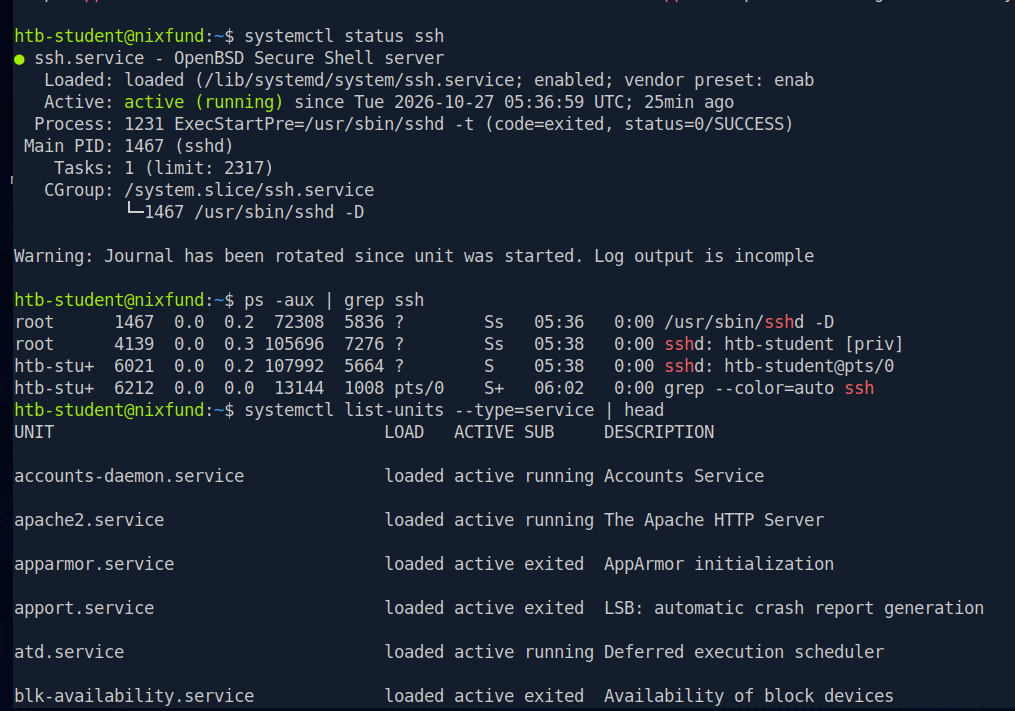 htb-student@nixfund:~$ systemctl status ssh
● ssh.service - OpenBSD Secure Shell server
   Loaded: loaded (/lib/systemd/system/ssh.service; enabled; vendor preset: enab
   Active: active (running) since Tue 2026-10-27 05:36:59 UTC; 25min ago
  Process: 1231 ExecStartPre=/usr/sbin/sshd -t (code=exited, status=0/SUCCESS)
 Main PID: 1467 (sshd)
    Tasks: 1 (limit: 2317)
   CGroup: /system.slice/ssh.service
           └─1467 /usr/sbin/sshd -D
Warning: Journal has been rotated since unit was started. Log output is incomple
htb-student@nixfund:~$ ps -aux | grep ssh
root      1467  0.0  0.2  72308  5836 ?        Ss   05:36   0:00 /usr/sbin/sshd -D
root      4139  0.0  0.3 105696  7276 ?        Ss   05:38   0:00 sshd: htb-student [priv]
htb-stu+  6021  0.0  0.2 107992  5664 ?        S    05:38   0:00 sshd: htb-student@pts/0
htb-stu+  6212  0.0  0.0  13144  1008 pts/0    S+   06:02   0:00 grep --color=auto ssh
htb-student@nixfund:~$ systemctl list-units --type=service | head
UNIT                                 LOAD   ACTIVE SUB     DESCRIPTION
accounts-daemon.service              loaded active running Accounts Service
apache2.service                      loaded active running The Apache HTTP Server
apparmor.service                     loaded active exited  AppArmor initialization
apport.service                       loaded active exited  LSB: automatic crash report generation
atd.service                          loaded active running Deferred execution scheduler
blk-availability.service             loaded active exited  Availability of block devices